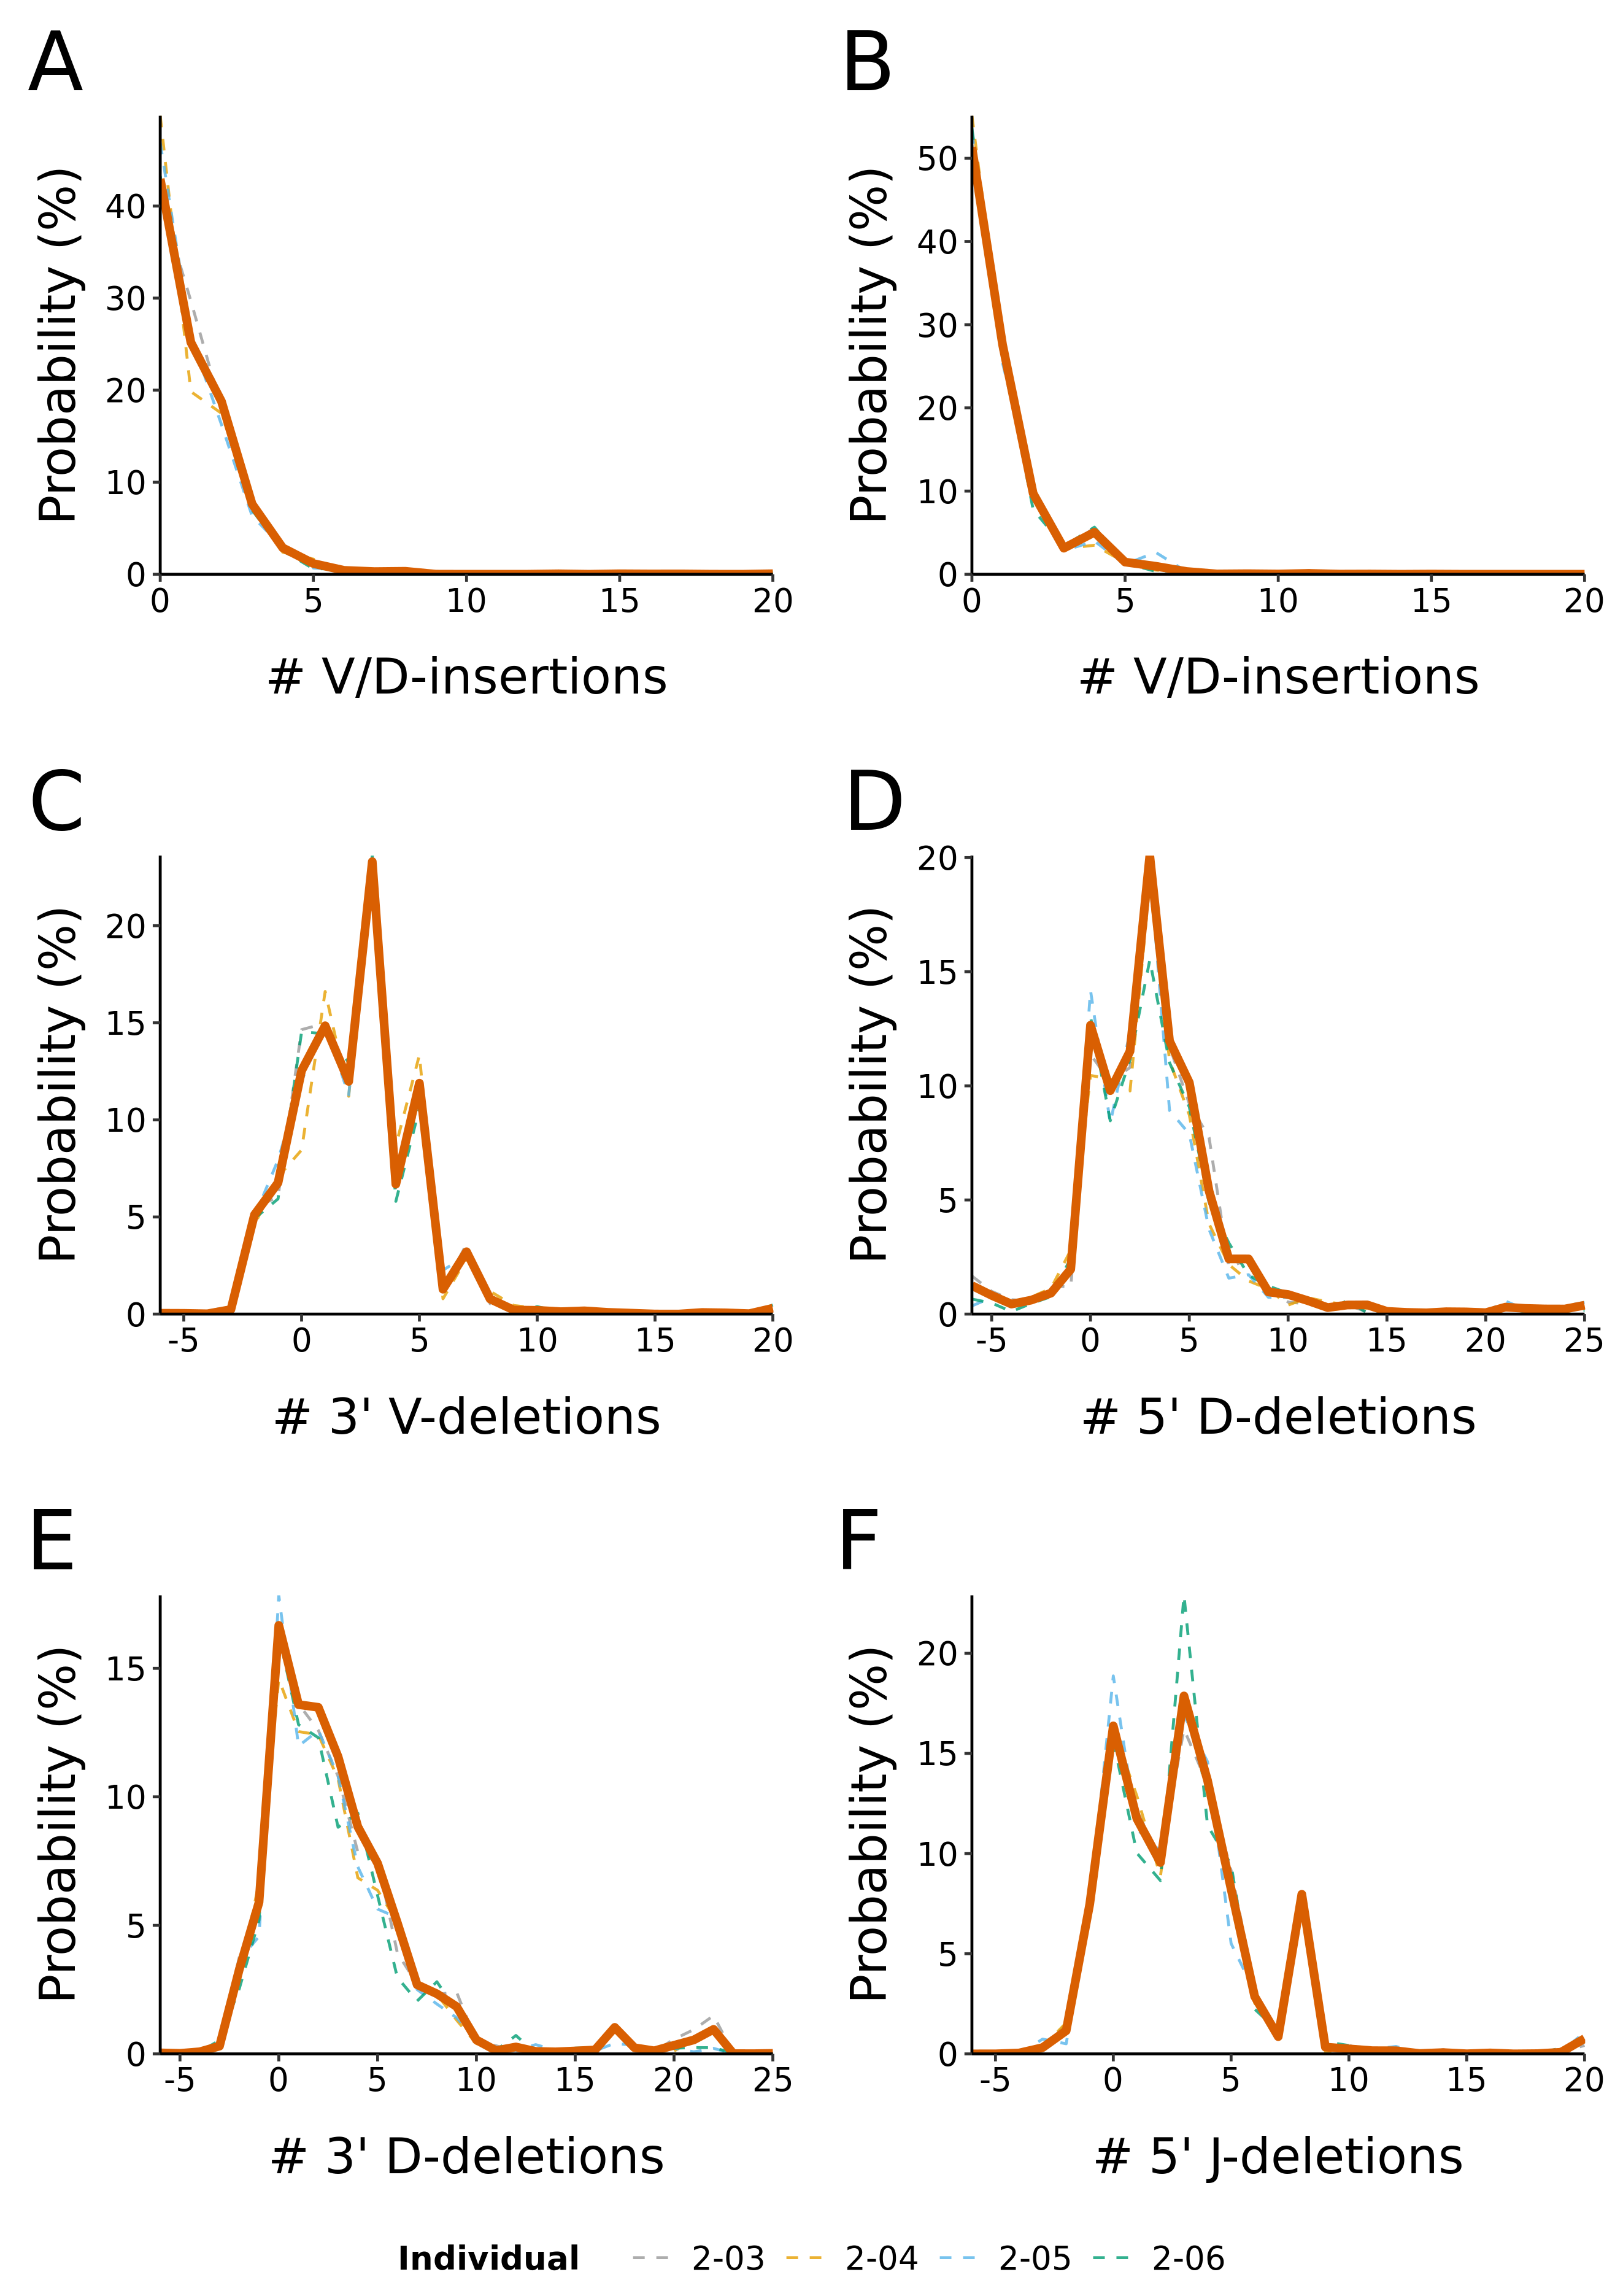 A
Probability (%)
40
30
20
10
0
0 5 10 15 20
# V/D-insertions
B
Probability (%)
50
40
30
20
10
0
0 5 10 15 20
# V/D-insertions
C
Probability (%)
20
15
10
5
0
-5 0 5 10 15 20
# 3' V-deletions
D
Probability (%)
20
15
10
5
0
-5 0 5 10 15 20 25
# 5' D-deletions
E
Probability (%)
15
10
5
0
-5 0 5 10 15 20 25
# 3' D-deletions
F
Probability (%)
20
15
10
5
0
-5 0 5 10 15 20
# 5' J-deletions
Individual 2-03 2-04 2-05 2-06